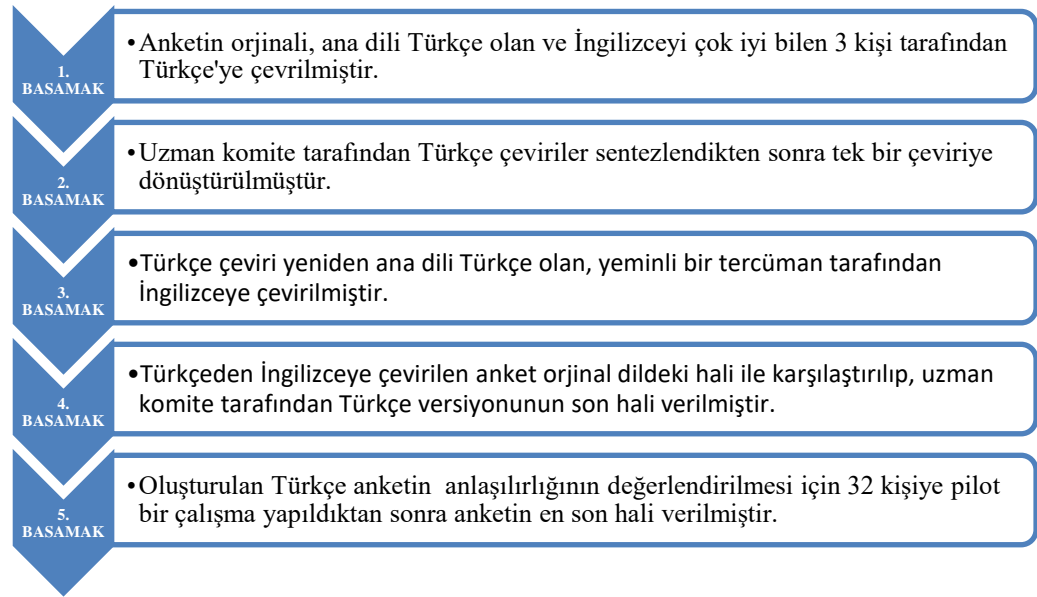 1.
BASAMAK
•Anketin orjinali, ana dili Türkçe olan ve İngilizceyi çok iyi bilen 3 kişi tarafından
Türkçe'ye çevrilmiştir.
2.
BASAMAK
•Uzman komite tarafından Türkçe çeviriler sentezlendikten sonra tek bir çeviriye
dönüştürülmüştür.
3.
BASAMAK
•Türkçe çeviri yeniden ana dili Türkçe olan, yeminli bir tercüman tarafından
İngilizceye çevirilmiştir.
4.
BASAMAK
•Türkçeden İngilizceye çevirilen anket orjinal dildeki hali ile karşılaştırılıp, uzman
komite tarafından Türkçe versiyonunun son hali verilmiştir.
5.
BASAMAK
•Oluşturulan Türkçe anketin  anlaşılırlığının değerlendirilmesi için 32 kişiye pilot
bir çalışma yapıldıktan sonra anketin en son hali verilmiştir.